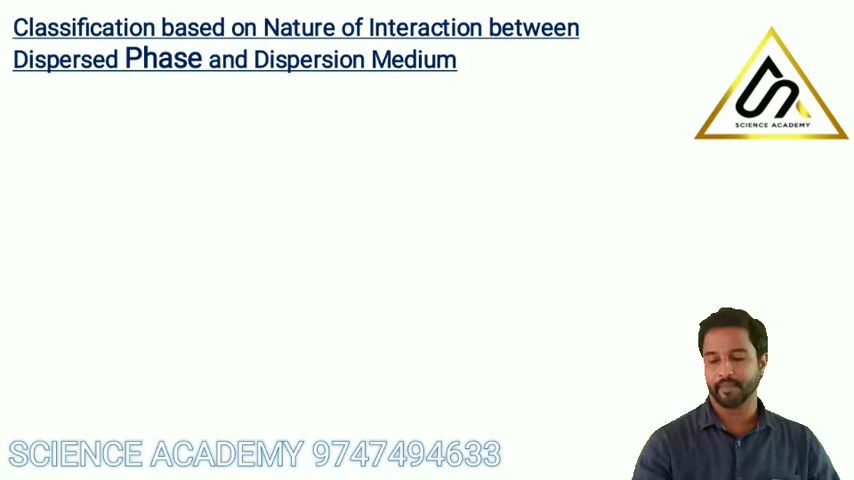 Classification based on Nature of Interaction between
Dispersed Phase and Dispersion Medium
SCIENCE ACADEMY
SCIENCE ACADEMY 9747494633